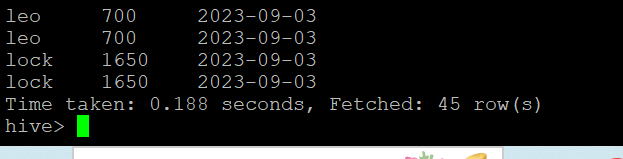 leo     700     2023-09-03
leo     700     2023-09-03
lock    1650    2023-09-03
lock    1650    2023-09-03
Time taken: 0.188 seconds, Fetched: 45 row(s)
hive>